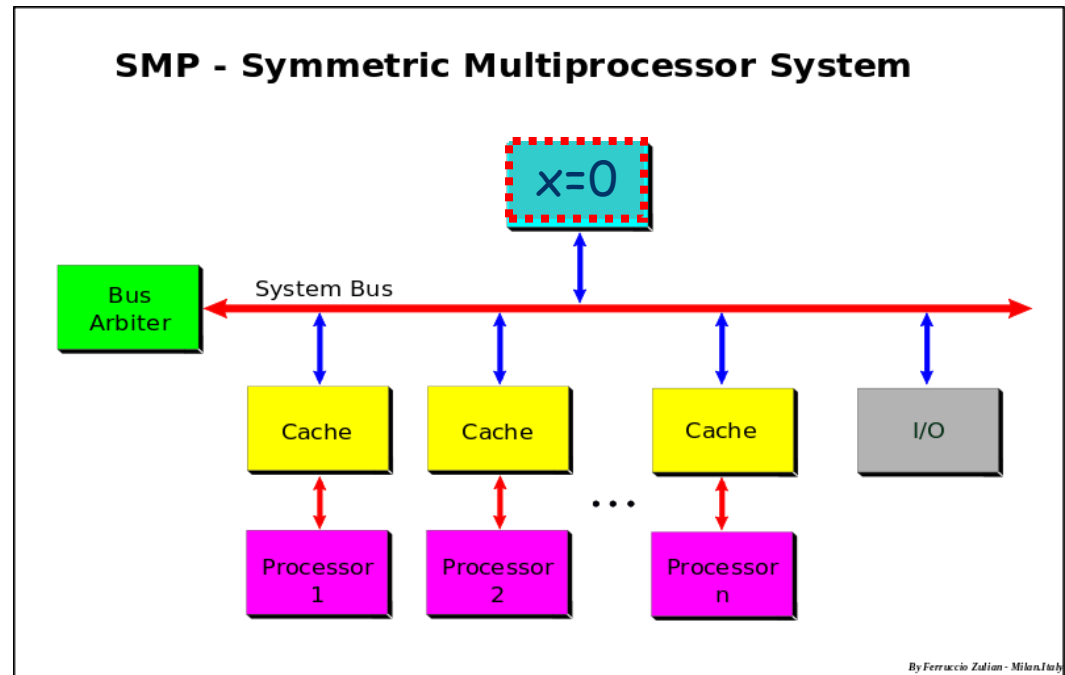 SMP - Symmetric Multiprocessor System
x=0
Bus
Arbiter
System Bus
Cache
Cache
Cache
I/O
...
Processor
1
Processor
2
Processor
n
By Ferruccio Zulian - Milan.Italy